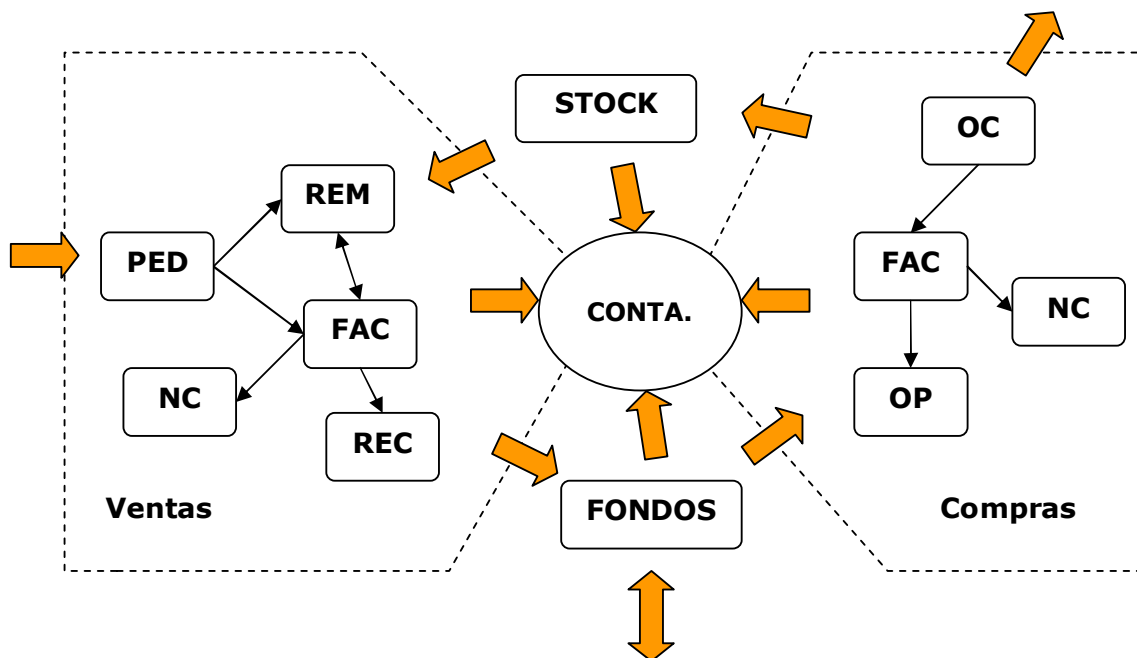 STOCK
OC
REM
PED
FAC
NC
REC
Ventas
CONTA.
FONDOS
FAC
NC
OP
Compras